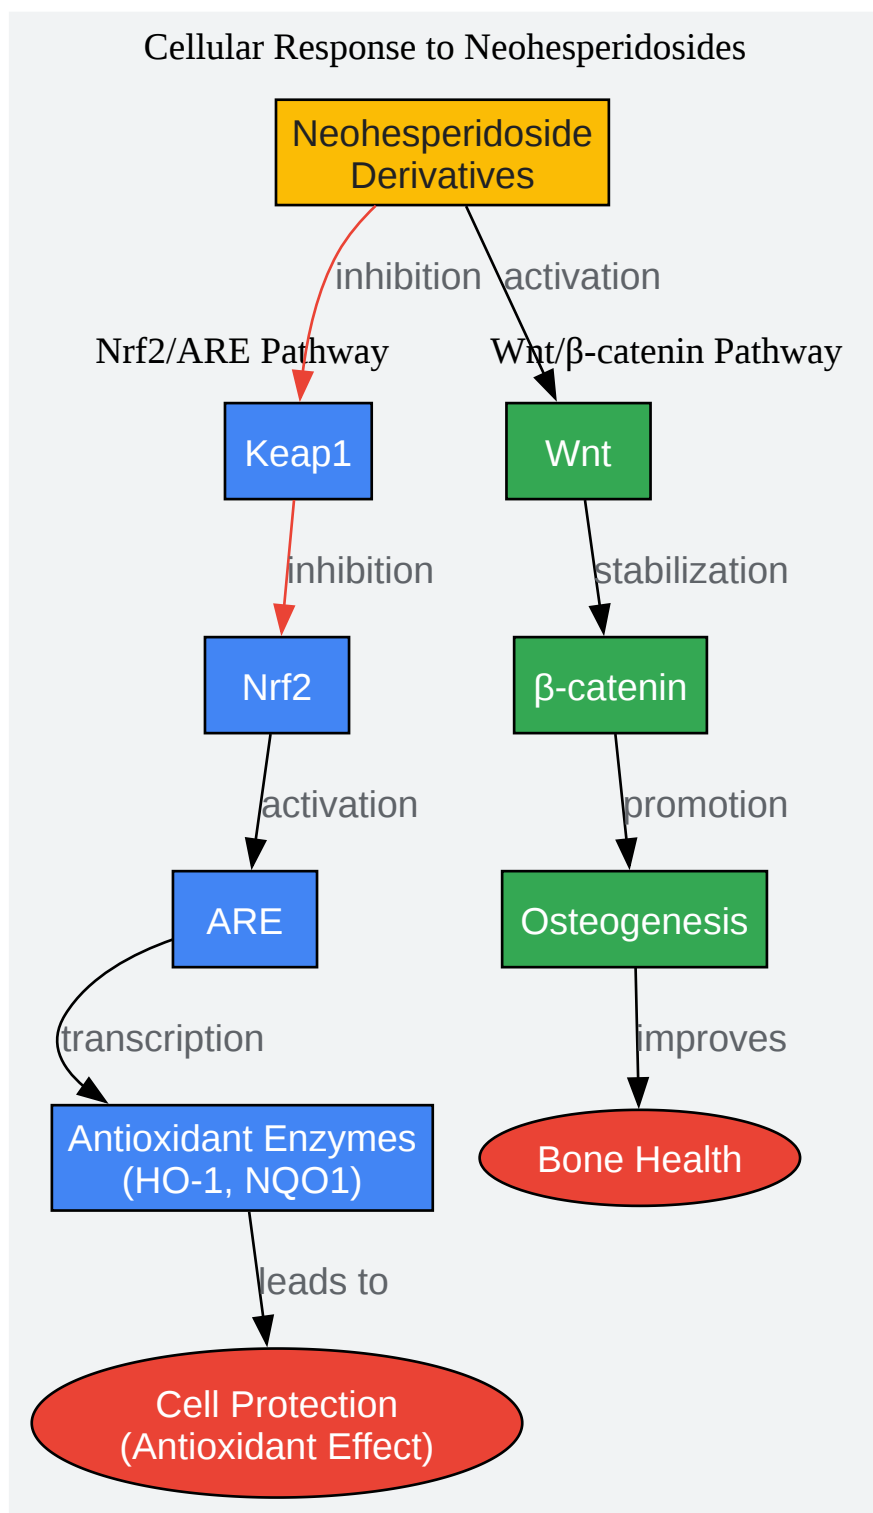 Cellular Response to Neohesperidosides
Neohesperidoside
Derivatives
inhibition
activation
Nrf2/ARE Pathway
Wnt/β-catenin Pathway
Keap1
Wnt
inhibition
stabilization
Nrf2
β-catenin
activation
promotion
ARE
Osteogenesis
transcription
improves
Antioxidant Enzymes
(HO-1, NQO1)
Bone Health
leads to
Cell Protection
(Antioxidant Effect)